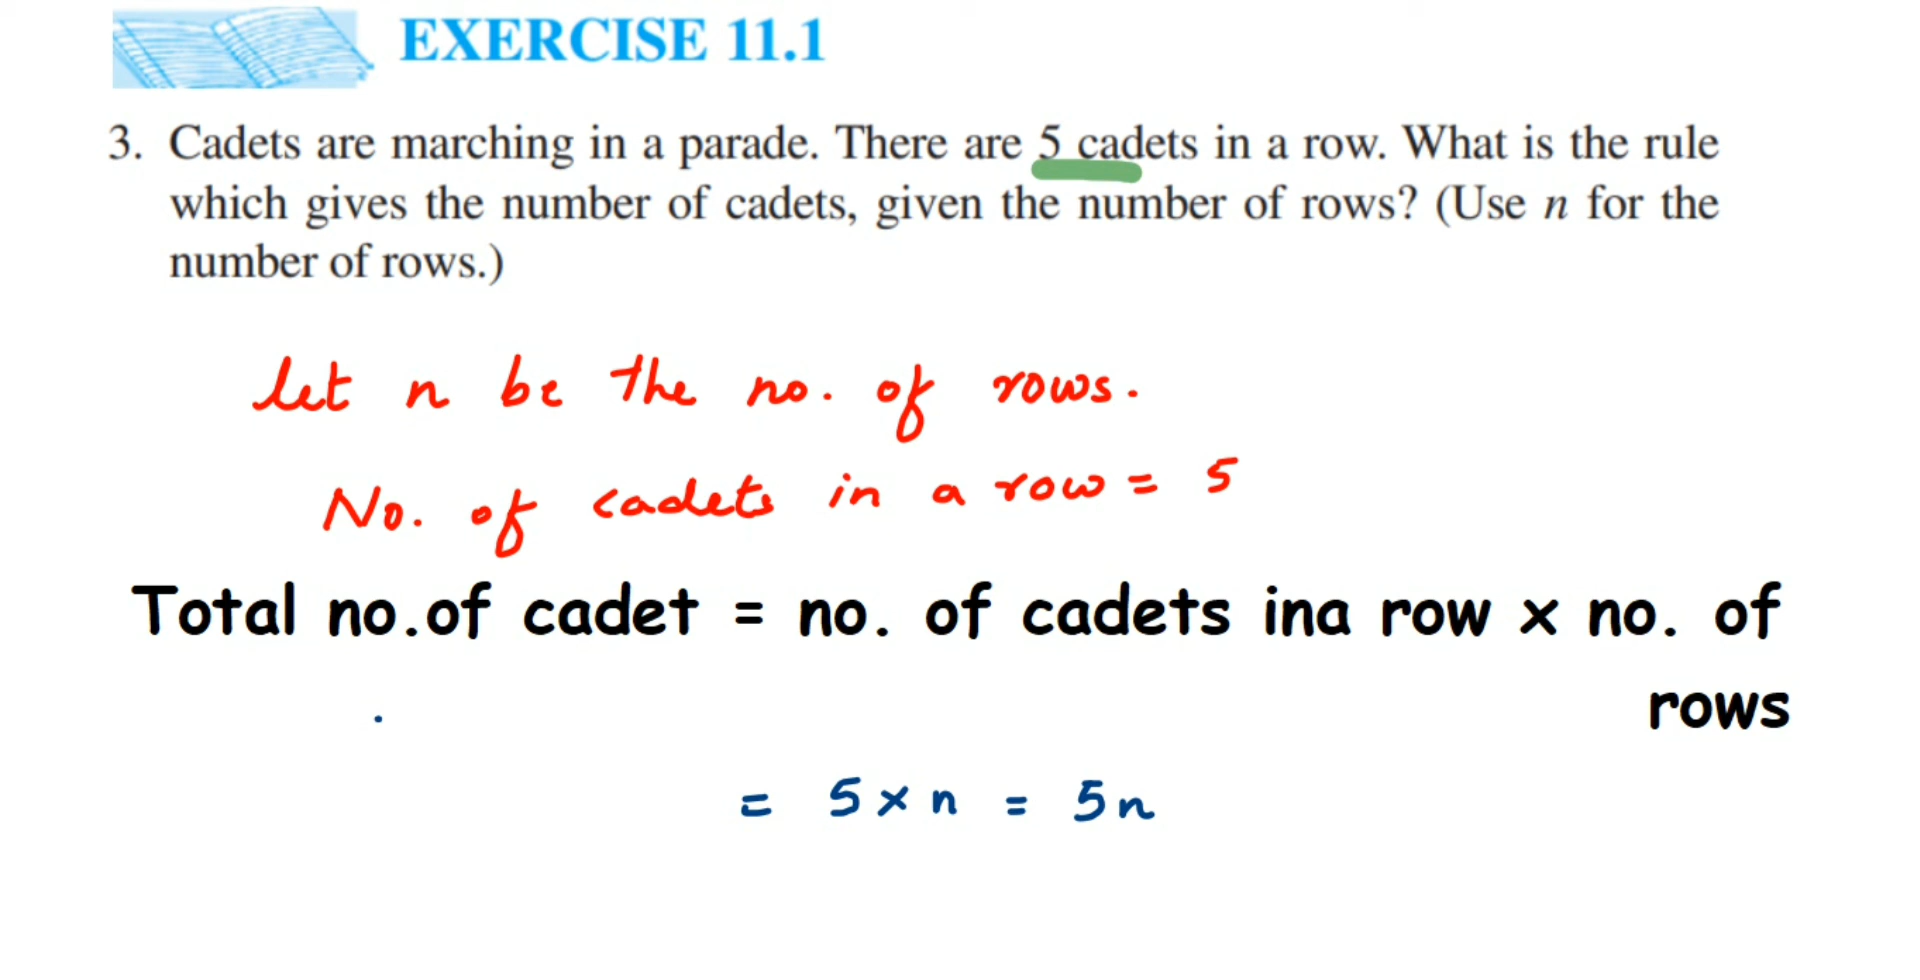 EXERCISE 11.1
3. Cadets are marching in a parade. There are 5 cadets in a row. What is the rule
which gives the number of cadets, given the number of rows? (Use n for the
number of rows.)
let n be the no. of rows.
No. of cadets in a row = 5
Total no.of cadet = no. of cadets ina row x no. of
rows
= 5 × n = 5n